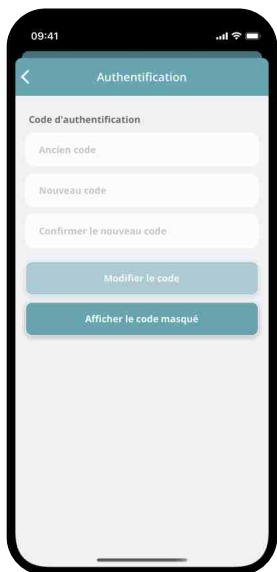 09:41
Authentification
Code d'authentification
Ancien code
Nouveau code
Confirmer le nouveau code
Modifier le code
Afficher le code masqué